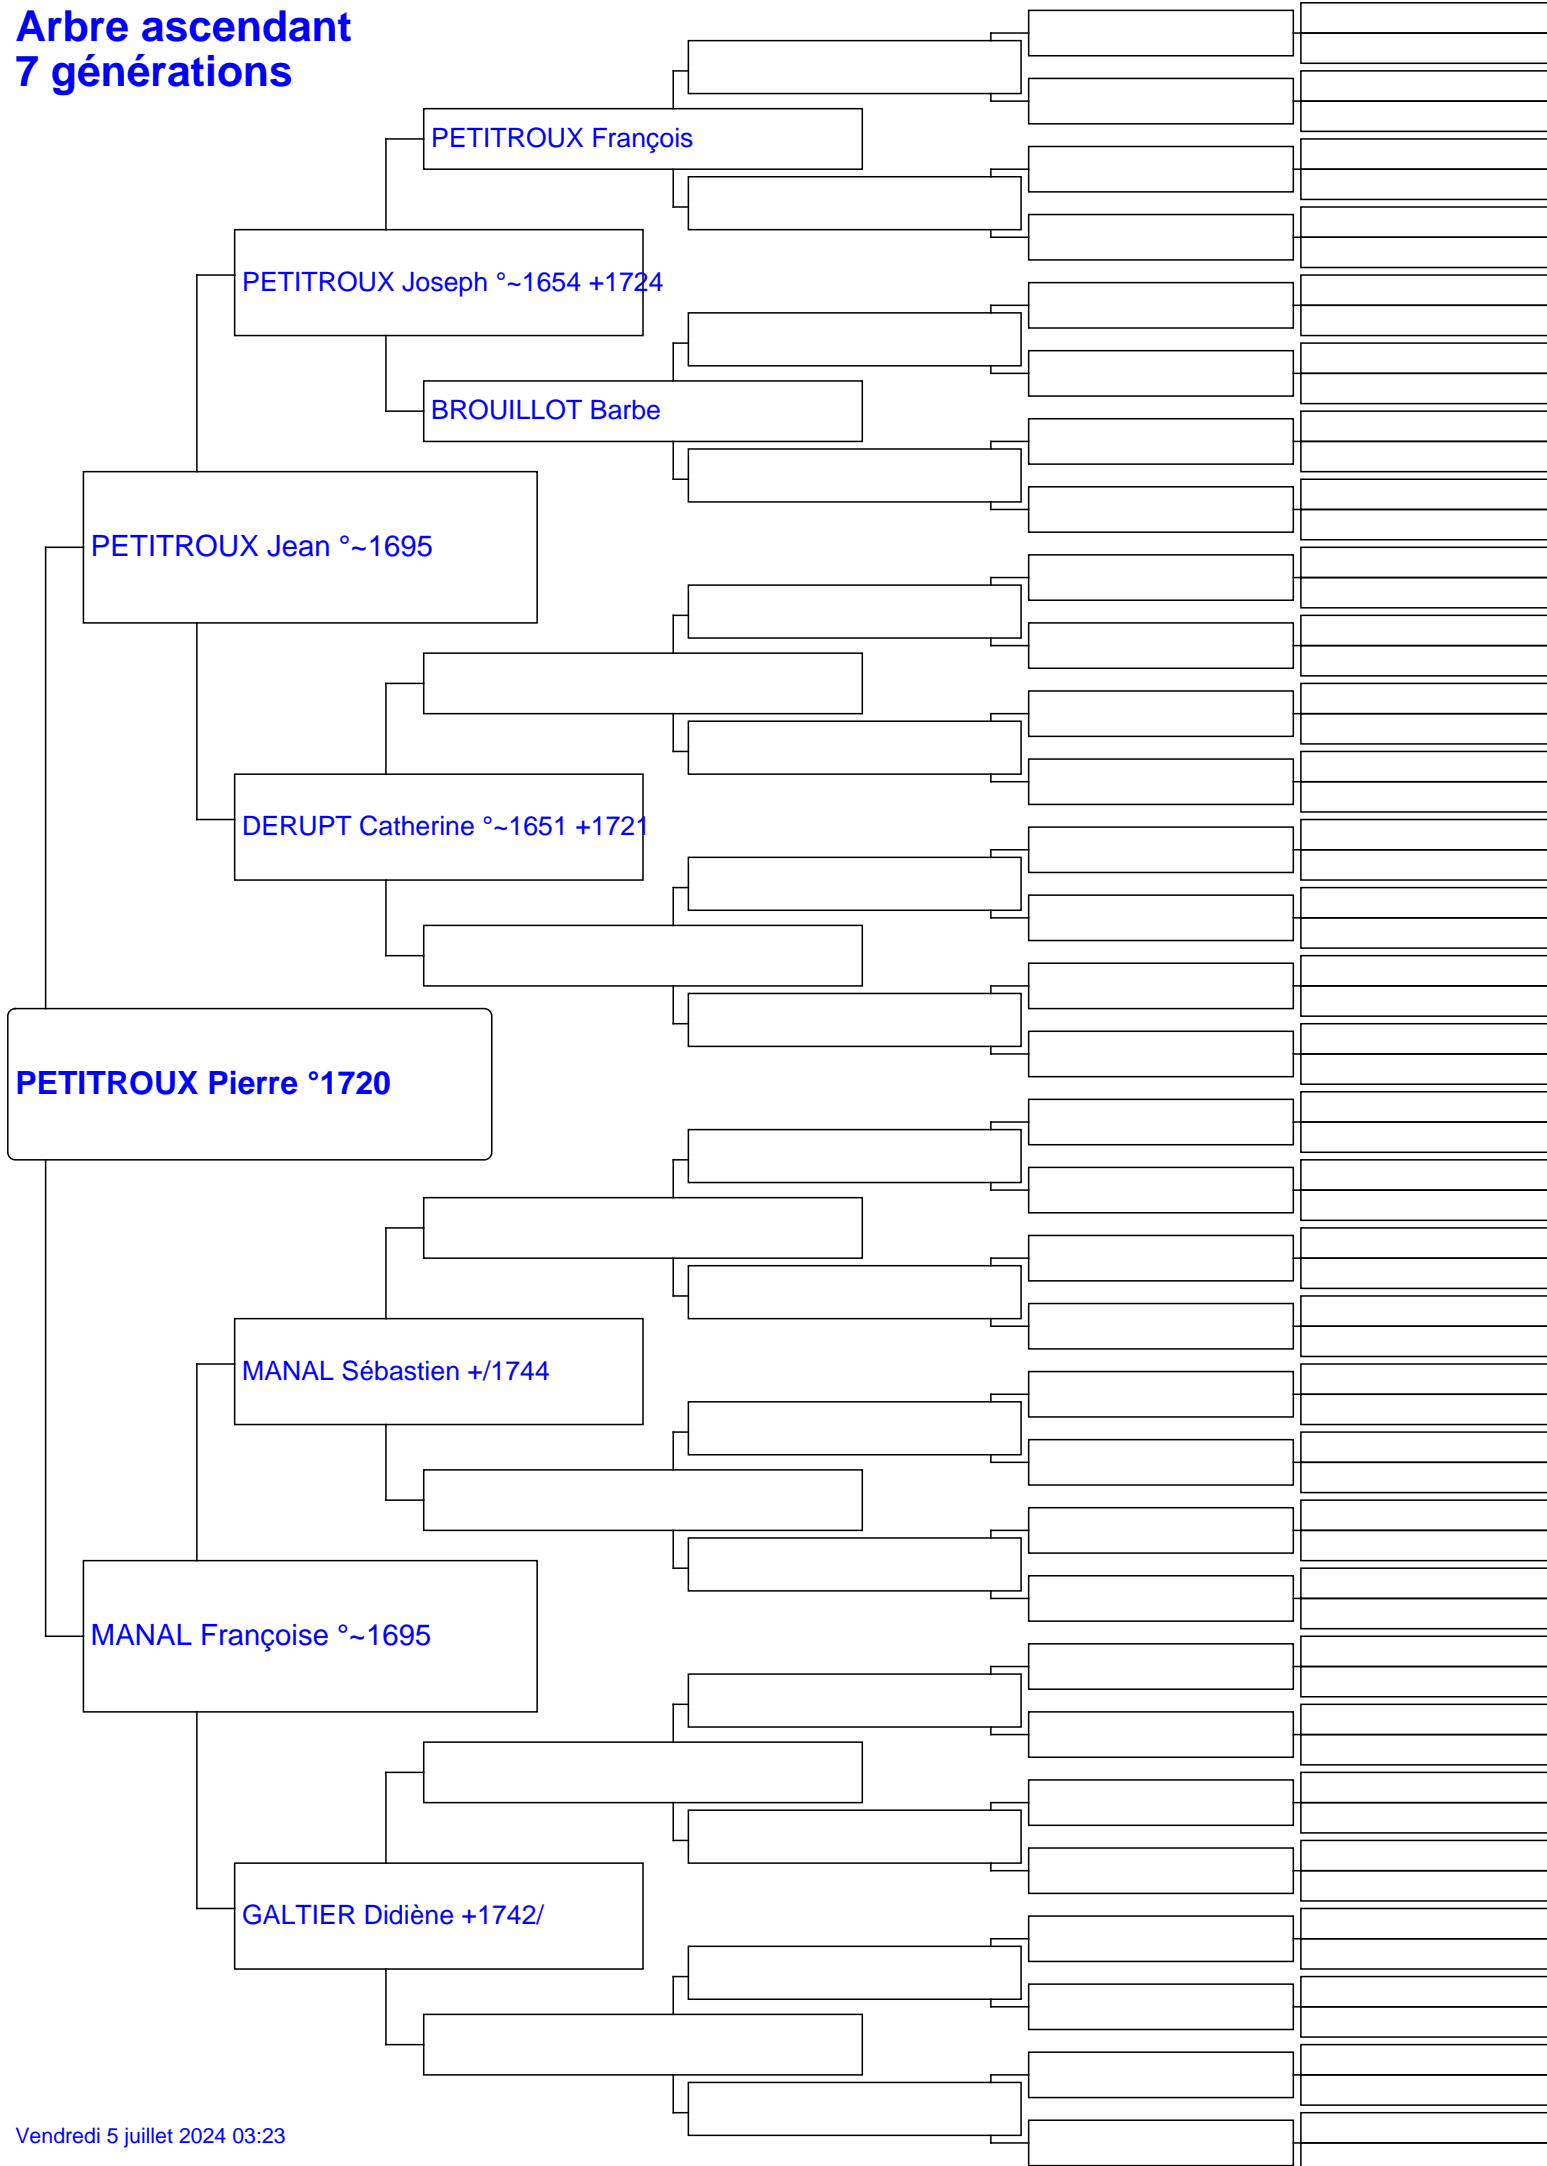 Arbre ascendant
7 générations
PETITROUX François
PETITROUX Joseph °~1654 +1724
BROUILLOT Barbe
PETITROUX Jean °~1695
DERUPT Catherine °~1651 +1721
PETITROUX Pierre °1720
MANAL Sébastien +/1744
MANAL Françoise °~1695
GALTIER Didiène +1742/
Vendredi 5 juillet 2024 03:23